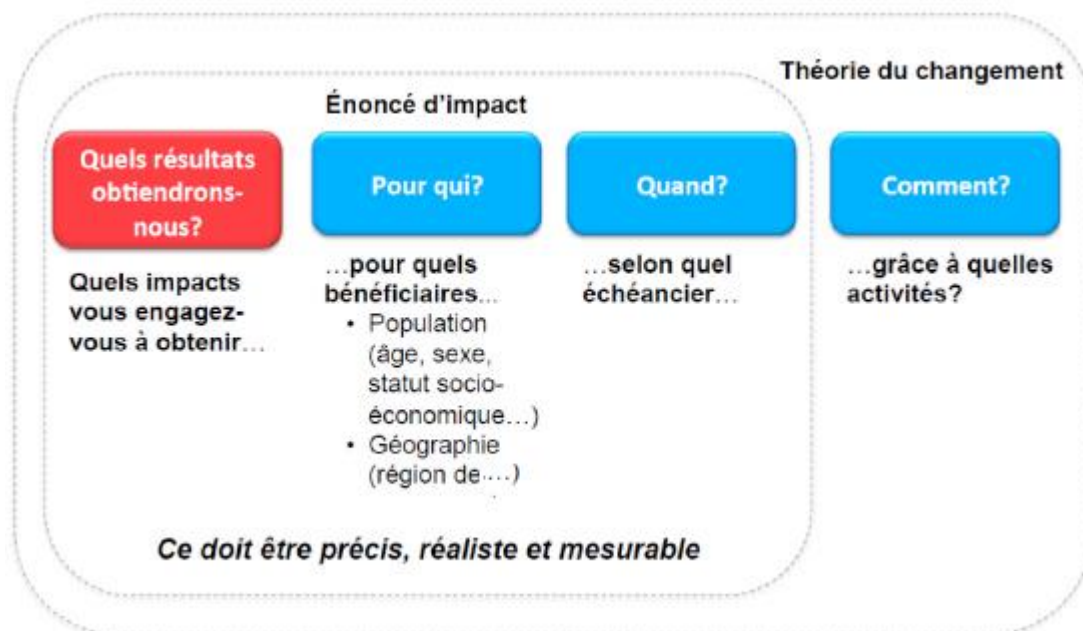 Théorie du changement
Énoncé d'impact
Quels résultats
obtiendrons-
nous?
Quels impacts
vous engagez-
vous à obtenir…
Pour qui?
…pour quels
bénéficiaires…
• Population
(âge, sexe,
statut socio-
économique…)
• Géographie
(région de….)
Quand?
…selon quel
échéancier…
Comment?
…grâce à quelles
activités?
Ce doit être précis, réaliste et mesurable